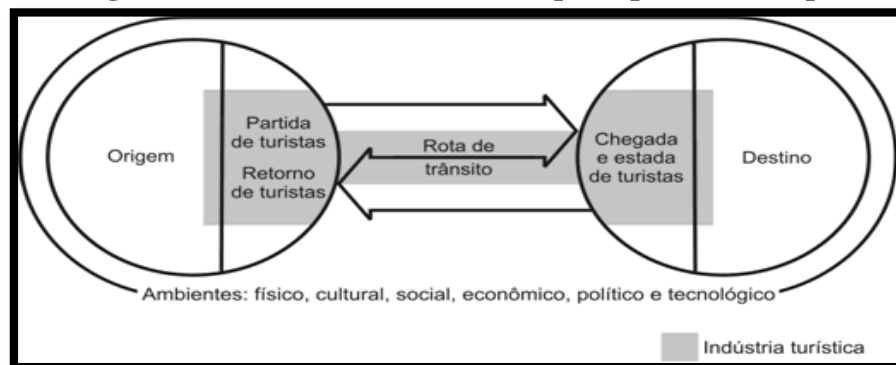 Partida
de turistas
Origem
Retorno
de turistas
Rota de
trânsito
Chegada
e estada
de turistas
Destino
Ambientes: físico, cultural, social, econômico, político e tecnológico
Indústria turística